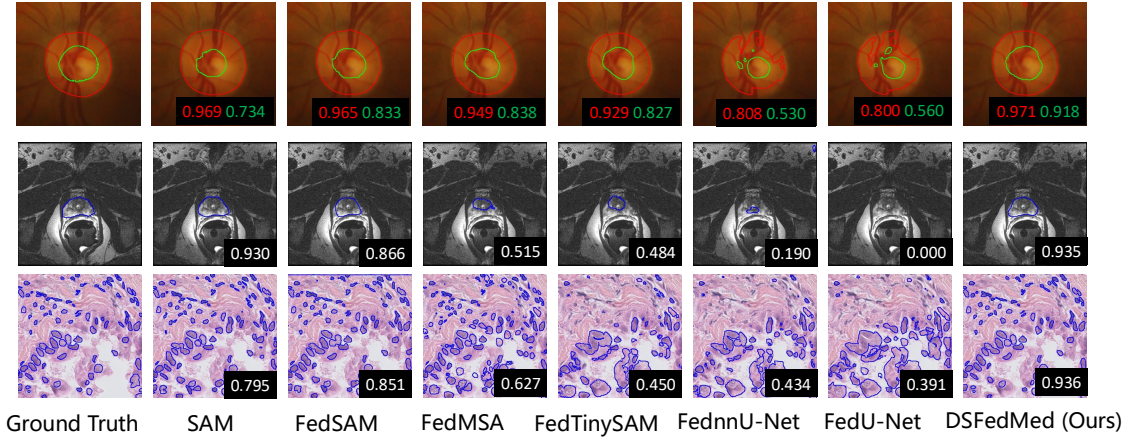 0.969 0.734 0.965 0.833 0.949 0.838 0.929 0.827 0.808 0.530 0.800 0.560 0.971 0.918
0.930 0.866 0.515 0.484 0.190 0.000 0.935
0.795 0.851 0.627 0.450 0.434 0.391 0.936
Ground Truth SAM FedSAM FedMSA FedTinySAM FednnU-Net FedU-Net DSFedMed (Ours)